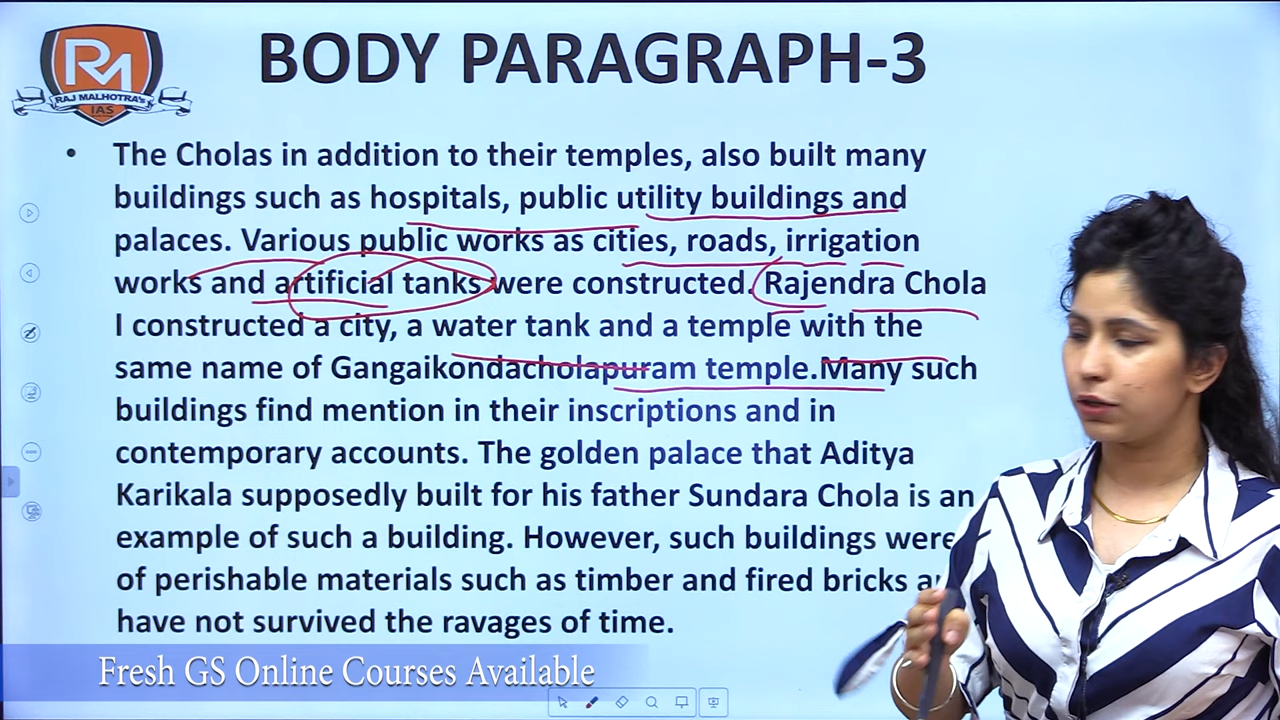 BODY PARAGRAPH-3
RM
RAJ MALHOTRA'S
IAS
• The Cholas in addition to their temples, also built many
buildings such as hospitals, public utility buildings and
palaces. Various public works as cities, roads, irrigation
works and artificial tanks were constructed. Rajendra Chola
I constructed a city, a water tank and a temple with the
same name of Gangaikondacholapuram temple.Many such
buildings find mention in their inscriptions and in
contemporary accounts. The golden palace that Aditya
Karikala supposedly built for his father Sundara Chola is an
example of such a building. However, such buildings were
of perishable materials such as timber and fired bricks
have not survived the ravages of time.
Fresh GS Online Courses Available